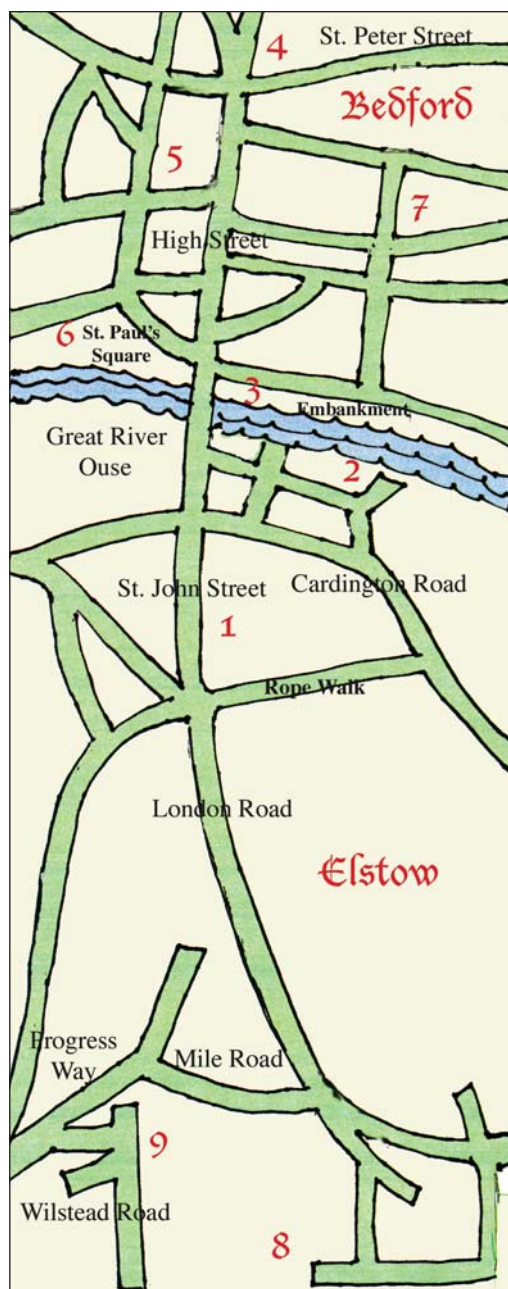 4
St. Peter Street
Bedford
5
7
High Street
6
St. Paul's
Square
3
Embankment
Great River
Ouse
2
St. John Street
Cardington Road
1
Rope Walk
London Road
Elstow
Progress
Way
Mile Road
9
Wilstead Road
8